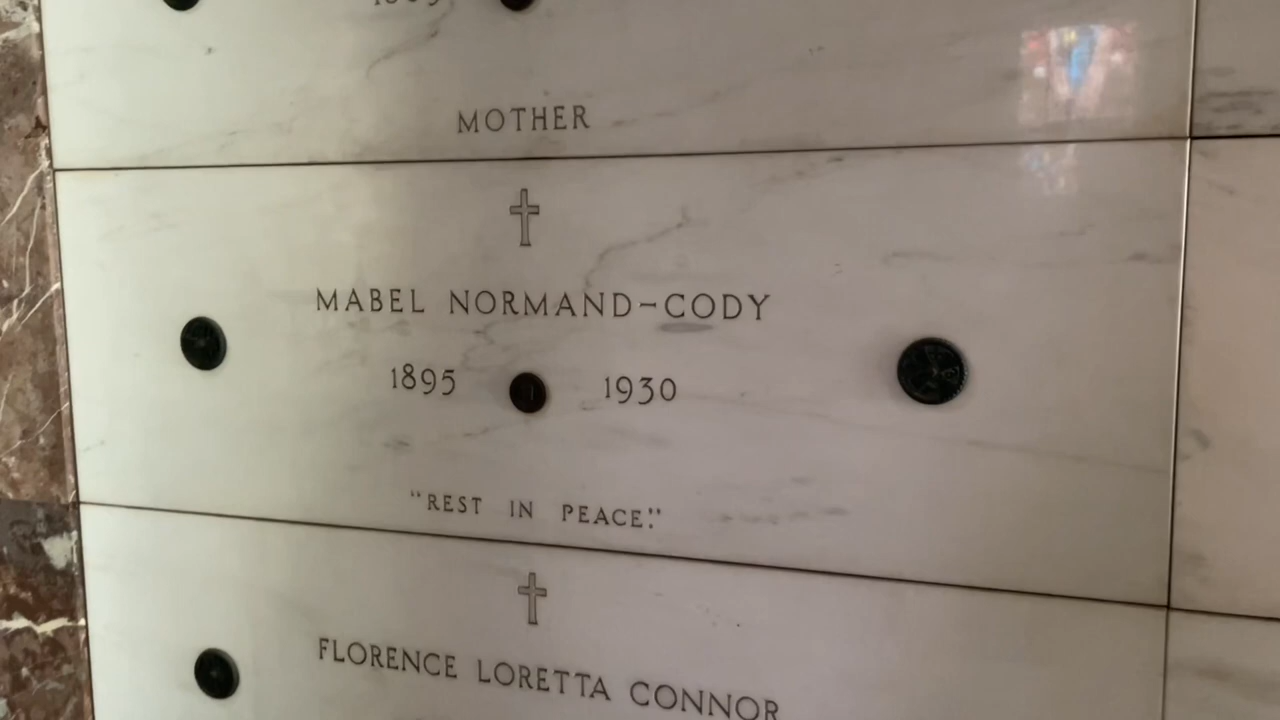 MOTHER
MABEL NORMAND-CODY
1895 1930
"REST IN PEACE."
FLORENCE LORETTA CONNOR